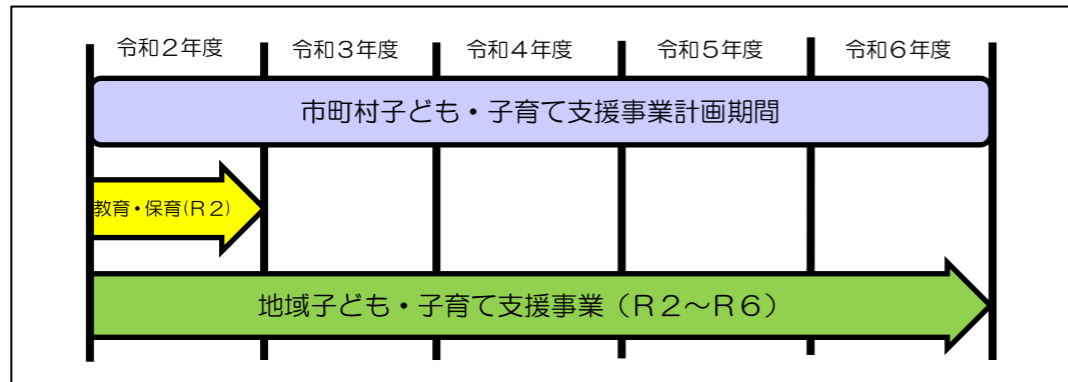 令和２年度 令和３年度 令和４年度 令和５年度 令和６年度
市町村子ども・子育て支援事業計画期間
教育・保育(Ｒ２)
地域子ども・子育て支援事業（Ｒ２～Ｒ６）